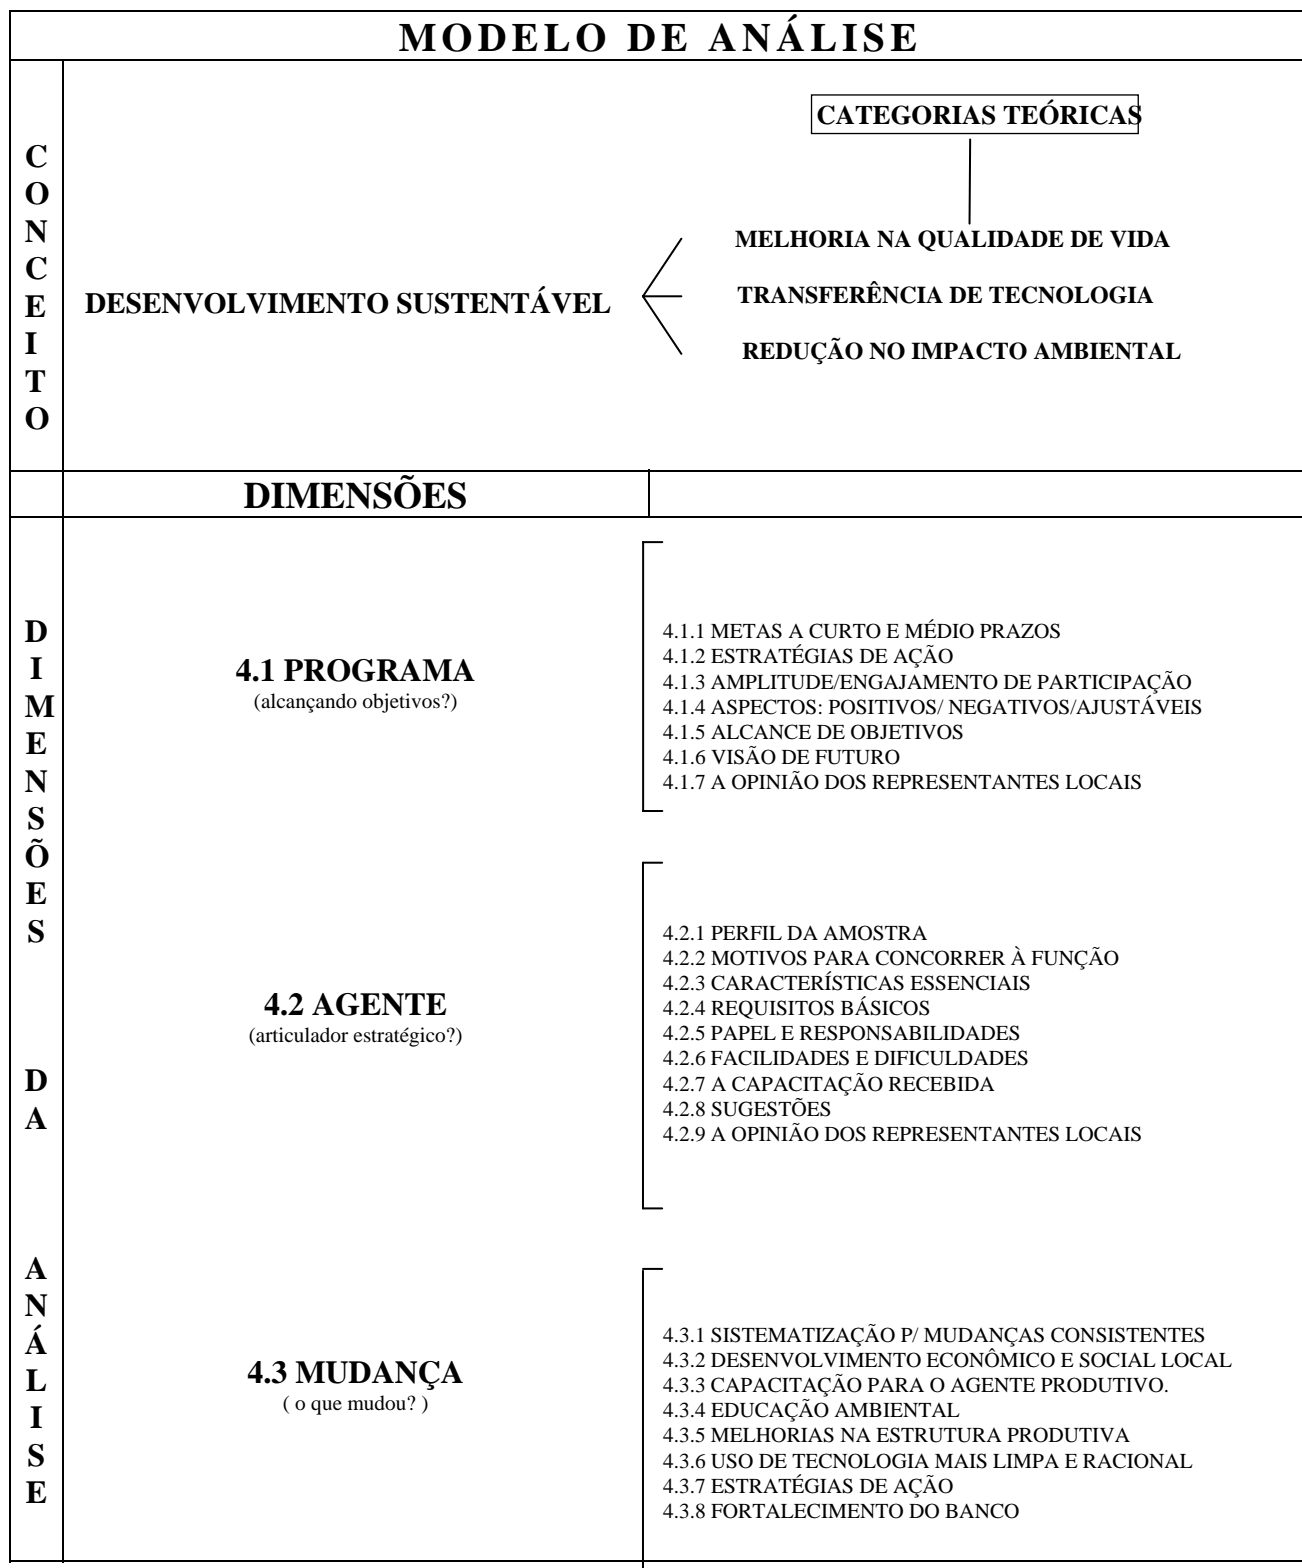 MODELO DE ANÁLISE
CONCEITO
CATEGORIAS TEÓRICAS
MELHORIA NA QUALIDADE DE VIDA
DESENVOLVIMENTO SUSTENTÁVEL
TRANSFERÊNCIA DE TECNOLOGIA
REDUÇÃO NO IMPACTO AMBIENTAL
DIMENSÕES
DIMENSÕES DA ANÁLISE
4.1 PROGRAMA
(alcançando objetivos?)
4.1.1 METAS A CURTO E MÉDIO PRAZOS
4.1.2 ESTRATÉGIAS DE AÇÃO
4.1.3 AMPLITUDE/ENGAJAMENTO DE PARTICIPAÇÃO
4.1.4 ASPECTOS: POSITIVOS/ NEGATIVOS/AJUSTÁVEIS
4.1.5 ALCANCE DE OBJETIVOS
4.1.6 VISÃO DE FUTURO
4.1.7 A OPINIÃO DOS REPRESENTANTES LOCAIS
4.2 AGENTE
(articulador estratégico?)
4.2.1 PERFIL DA AMOSTRA
4.2.2 MOTIVOS PARA CONCORRER À FUNÇÃO
4.2.3 CARACTERÍSTICAS ESSENCIAIS
4.2.4 REQUISITOS BÁSICOS
4.2.5 PAPEL E RESPONSABILIDADES
4.2.6 FACILIDADES E DIFICULDADES
4.2.7 A CAPACITAÇÃO RECEBIDA
4.2.8 SUGESTÕES
4.2.9 A OPINIÃO DOS REPRESENTANTES LOCAIS
4.3 MUDANÇA
( o que mudou? )
4.3.1 SISTEMATIZAÇÃO P/ MUDANÇAS CONSISTENTES
4.3.2 DESENVOLVIMENTO ECONÔMICO E SOCIAL LOCAL
4.3.3 CAPACITAÇÃO PARA O AGENTE PRODUTIVO.
4.3.4 EDUCAÇÃO AMBIENTAL
4.3.5 MELHORIAS NA ESTRUTURA PRODUTIVA
4.3.6 USO DE TECNOLOGIA MAIS LIMPA E RACIONAL
4.3.7 ESTRATÉGIAS DE AÇÃO
4.3.8 FORTALECIMENTO DO BANCO